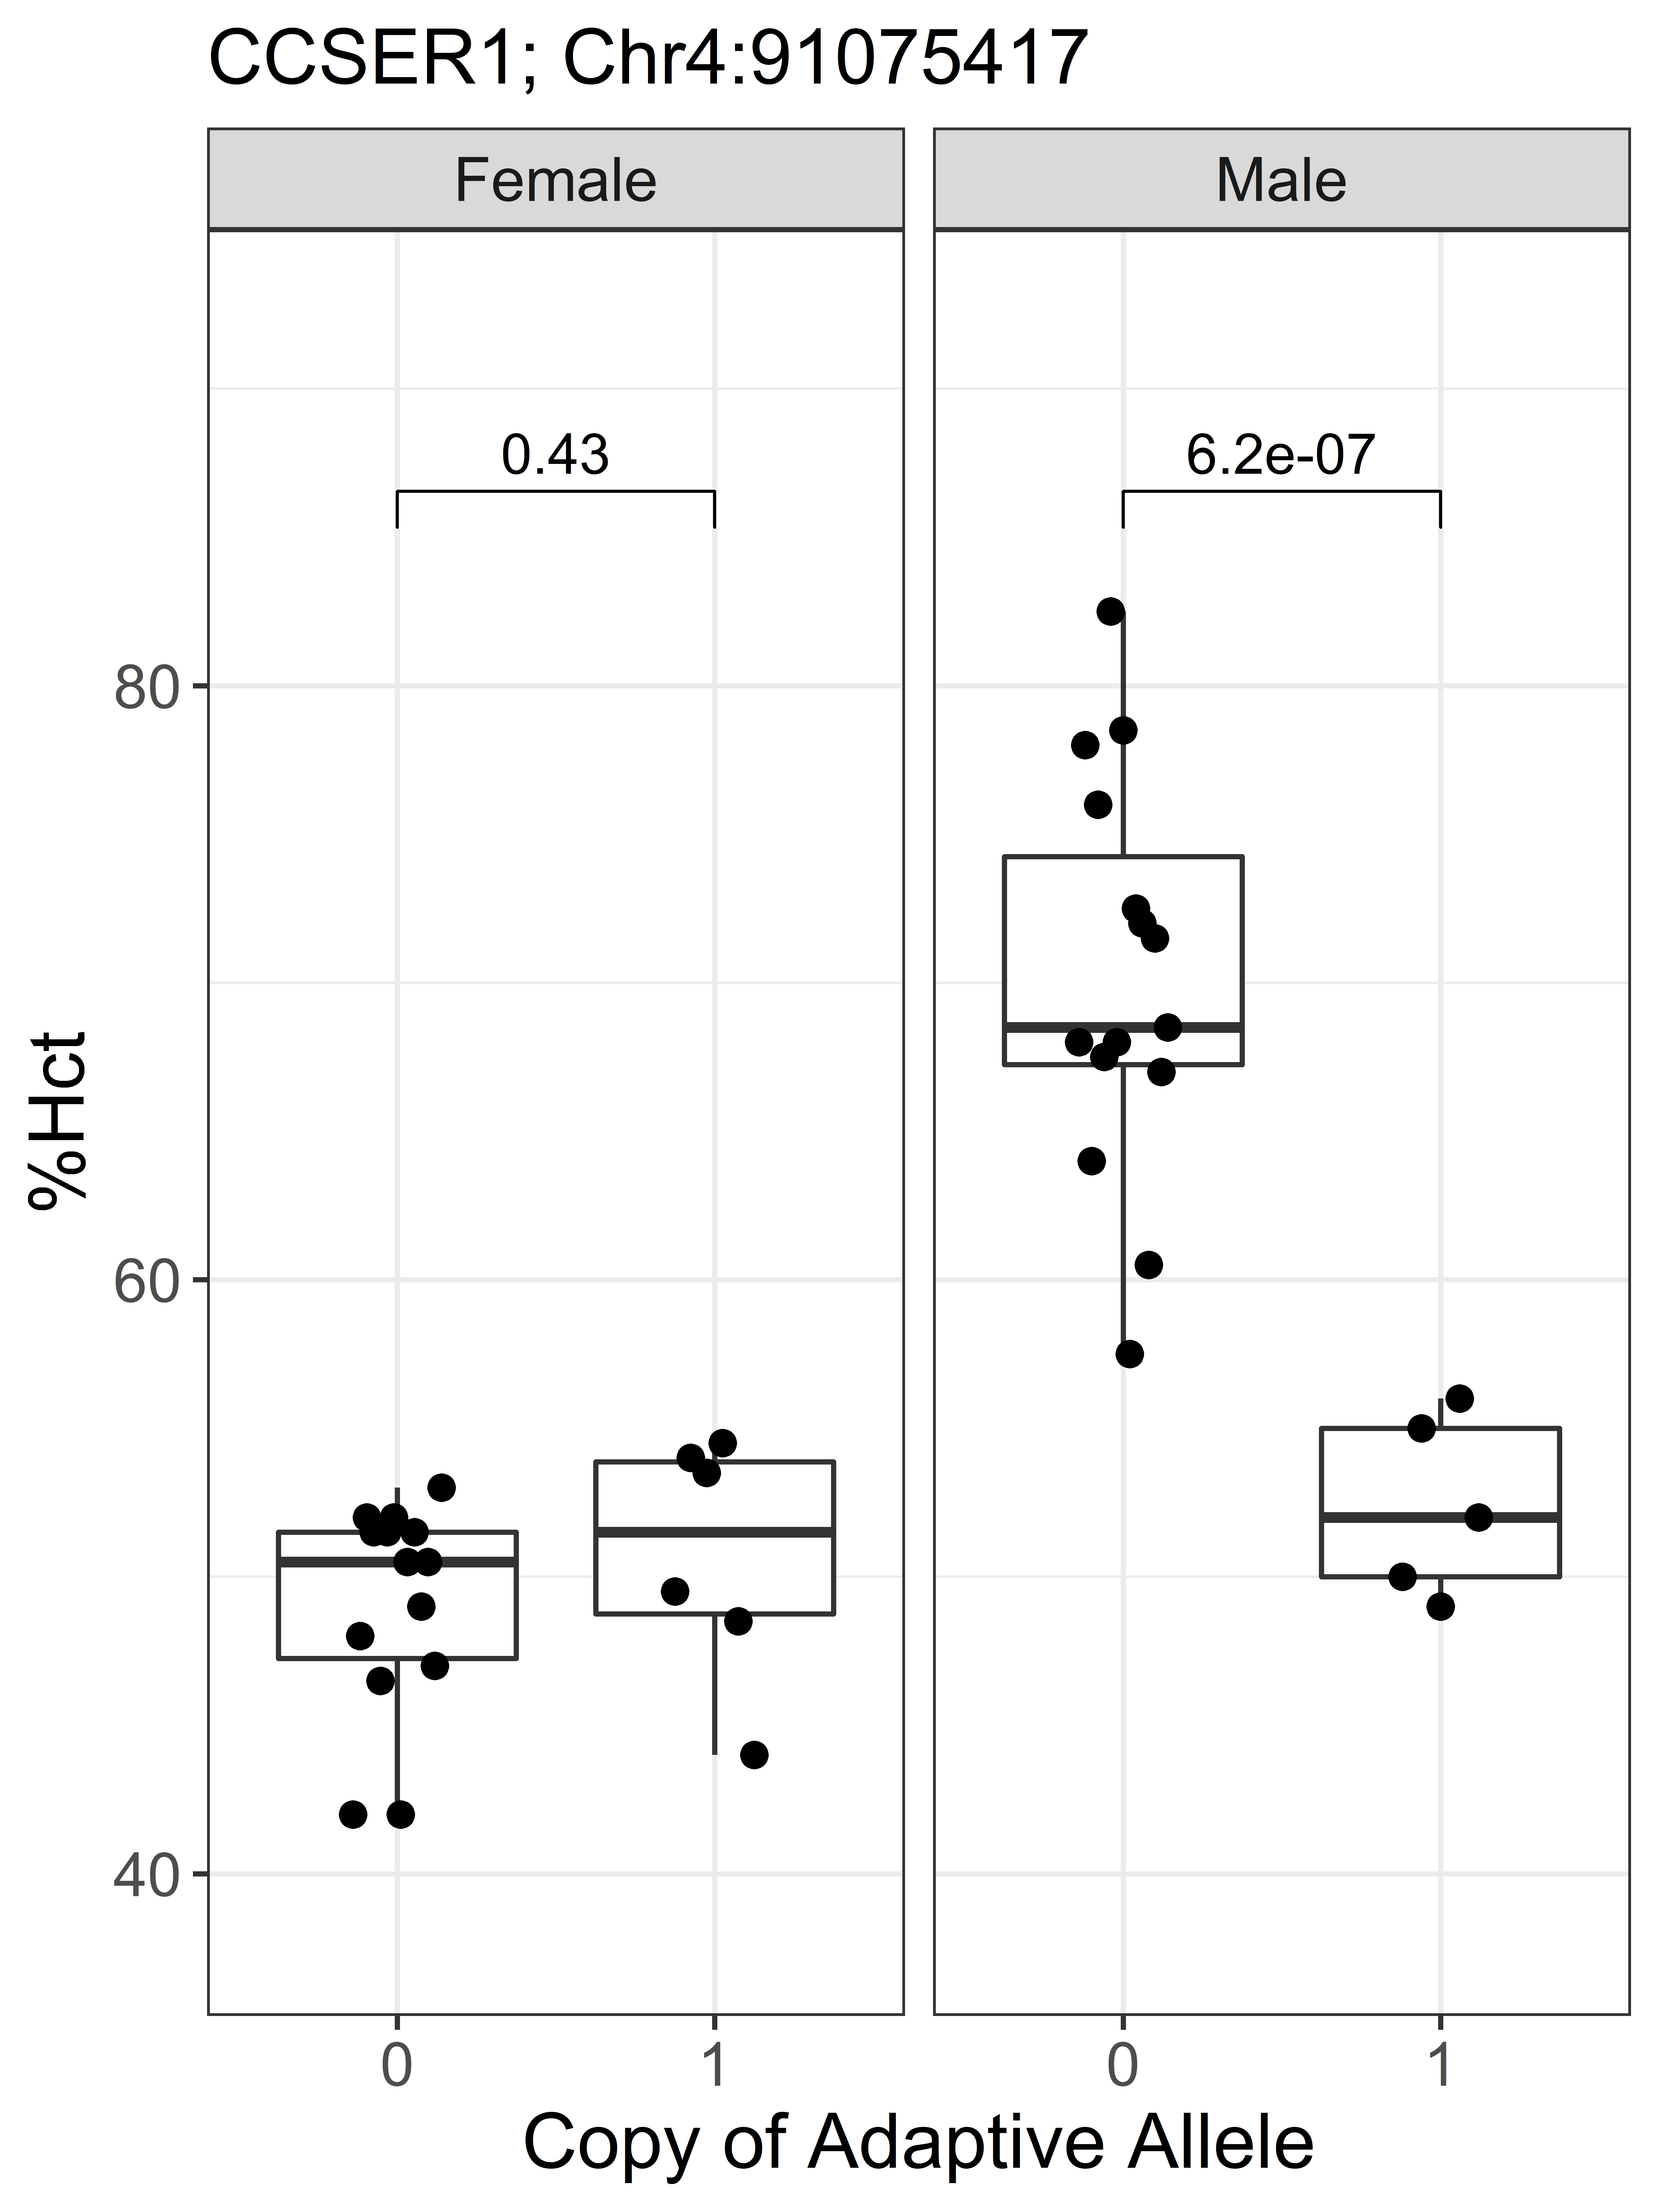 CCSER1; Chr4:91075417
Female
Male
0.43
6.2e-07
80
60
40
%Hct
0
1
0
1
Copy of Adaptive Allele